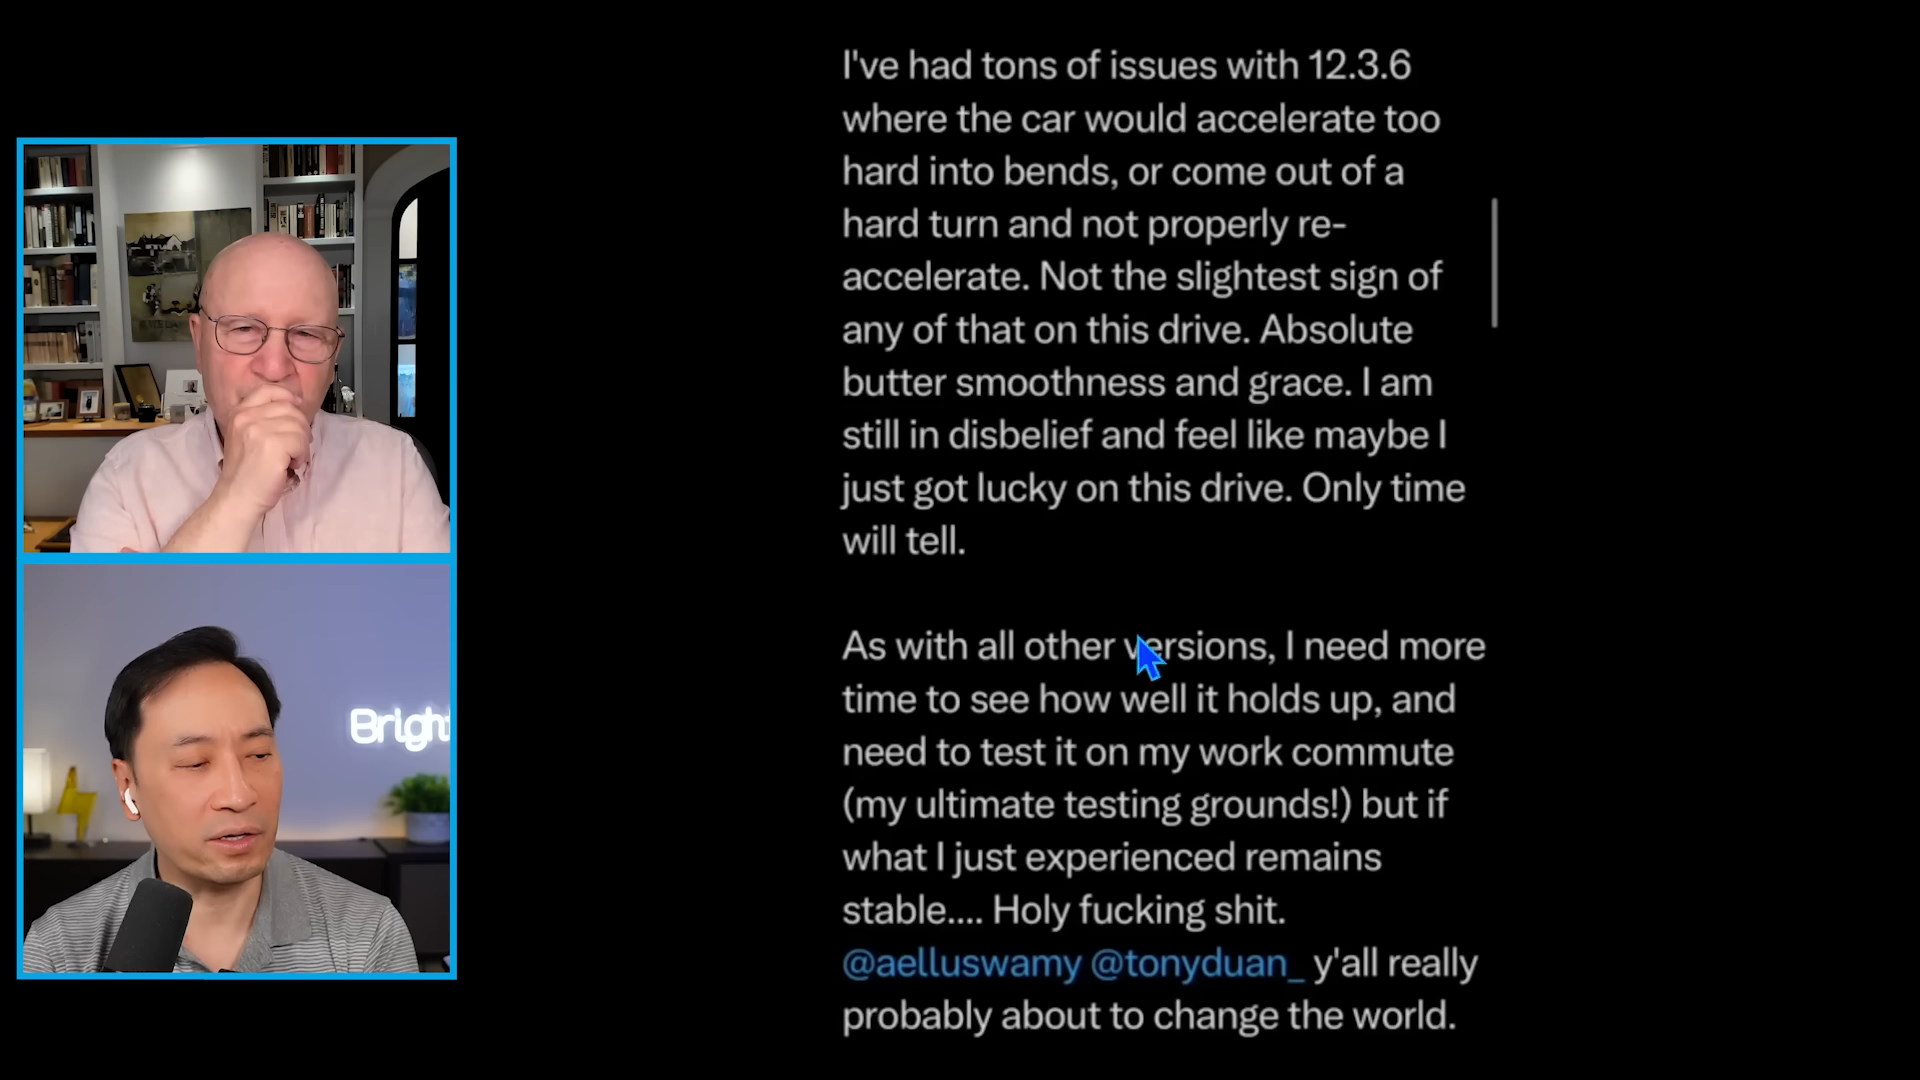 I've had tons of issues with 12.3.6
where the car would accelerate too
hard into bends, or come out of a
hard turn and not properly re-
accelerate. Not the slightest sign of
any of that on this drive. Absolute
butter smoothness and grace. I am
still in disbelief and feel like maybe I
just got lucky on this drive. Only time
will tell.
As with all other versions, I need more
time to see how well it holds up, and
need to test it on my work commute
(my ultimate testing grounds!) but if
what I just experienced remains
stable.... Holy fucking shit.
@aelluswamy @tonyduan_ y'all really
probably about to change the world.
Bright